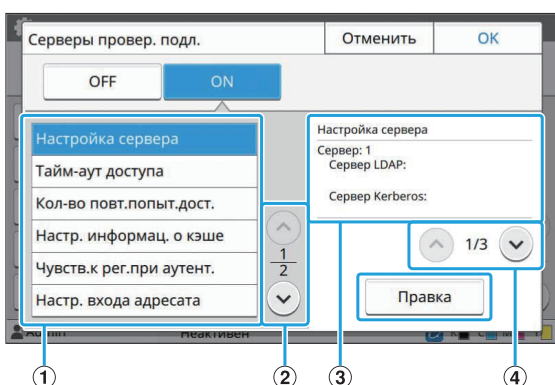 Серверы провер. подл.
Отменить
OK
OFF
ON
Настройка сервера
Тайм-аут доступа
Кол-во повт.попыт.дост.
Настр. информац. о кэше
Чувств.к рег.при аутент.
Настр. входа адресата
1
2
Настройка сервера
Сервер: 1
Сервер LDAP:
Сервер Kerberos:
1/3
Правка
Admin
Неактивен
1
2
3
4